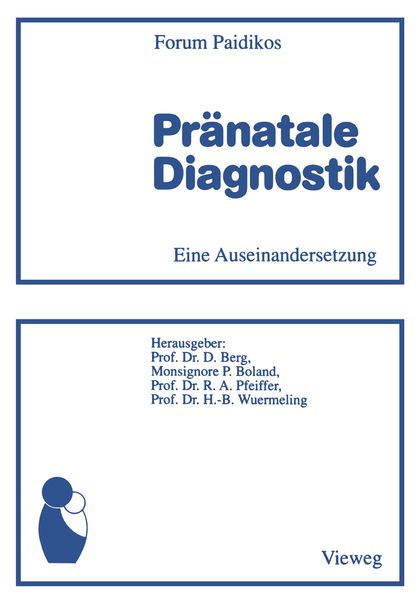 Forum Paidikos
Pränatale
Diagnostik
Eine Auseinandersetzung
Herausgeber:
Prof. Dr. D. Berg,
Monsignore P. Boland,
Prof. Dr. R. A. Pfeiffer,
Prof. Dr. H.-B. Wuermeling
Vieweg